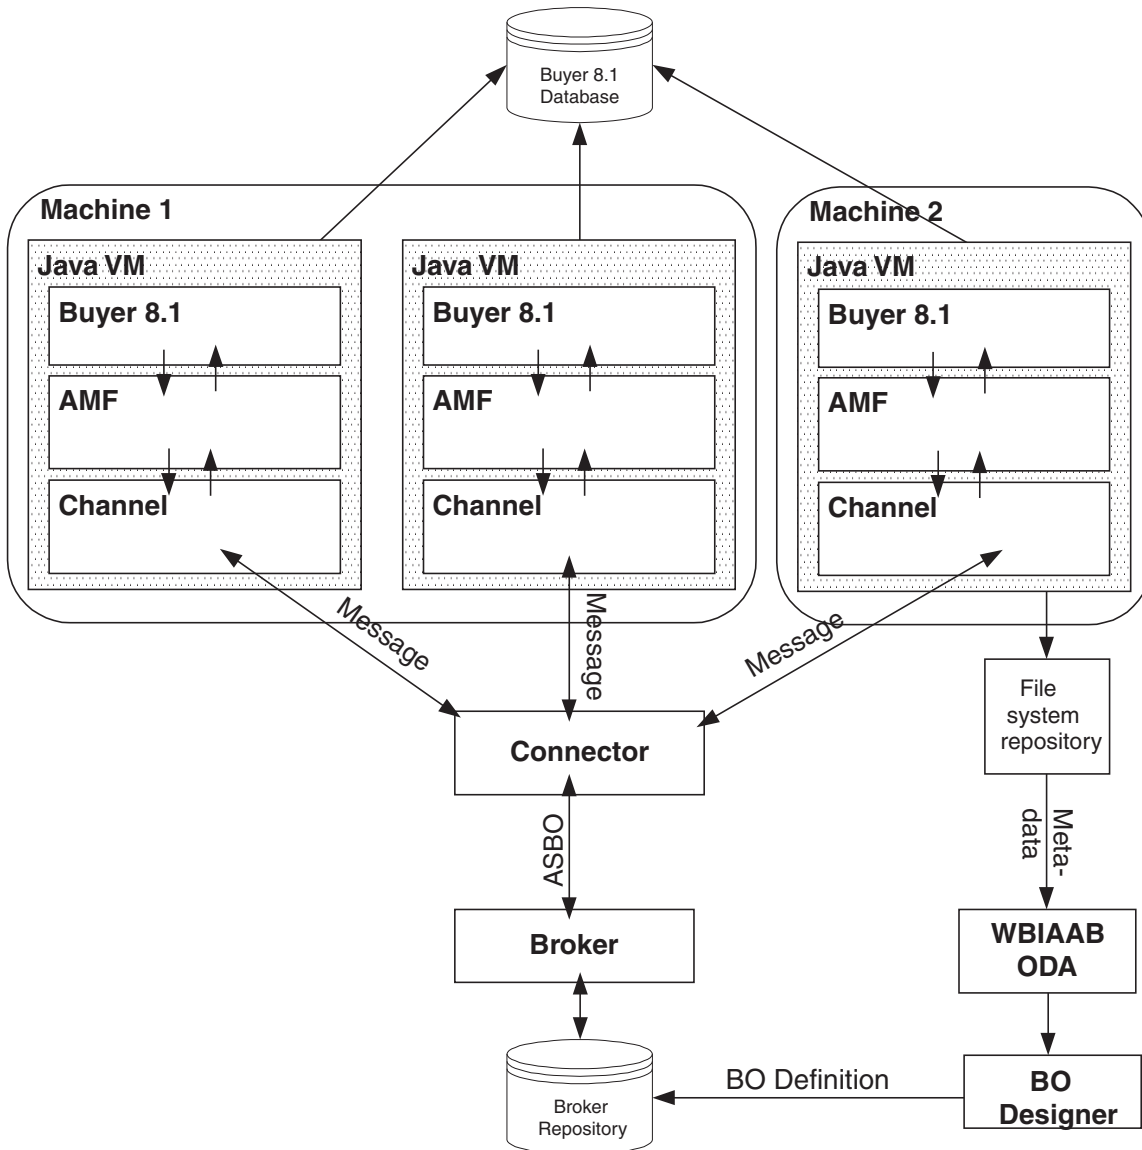 Buyer 8.1
Database
Machine 1
Machine 2
Java VM
Java VM
Java VM
Buyer 8.1
Buyer 8.1
Buyer 8.1
AMF
AMF
AMF
Channel
Channel
Channel
Message
Message
Message
File
system
repository
Connector
ASBO
Meta-
data
Broker
WBIAAB
ODA
BO Definition
BO
Designer
Broker
Repository